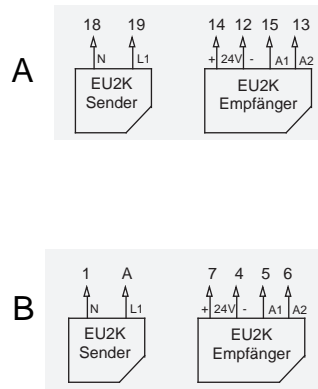 18 19 14 12 15 13
A
N L1 + 24V - A1 A2
EU2K EU2K
Sender Empfänger
1 A 7 4 5 6
B
N L1 + 24V - A1 A2
EU2K EU2K
Sender Empfänger